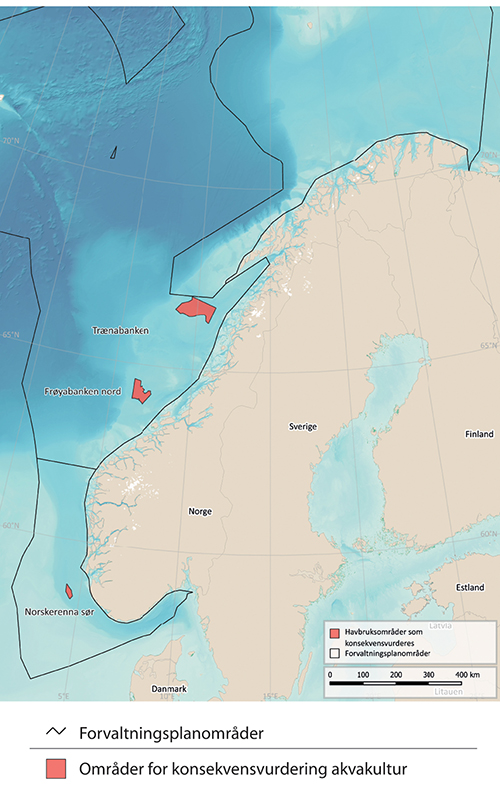 70°N
65°N
65°N
Trænabanken
Frøyabanken nord
Sverige
Finland
Norge
60°N
60°N
Estland
Norskerenna sør
Latvia
Havbruksområder som
konsekvensvurderes
Forvaltningsplanområder
0 100 200 300 400 km
Danmark
5°E
15°E
Litauen
Forvaltningsplanområder
Områder for konsekvensvurdering akvakultur